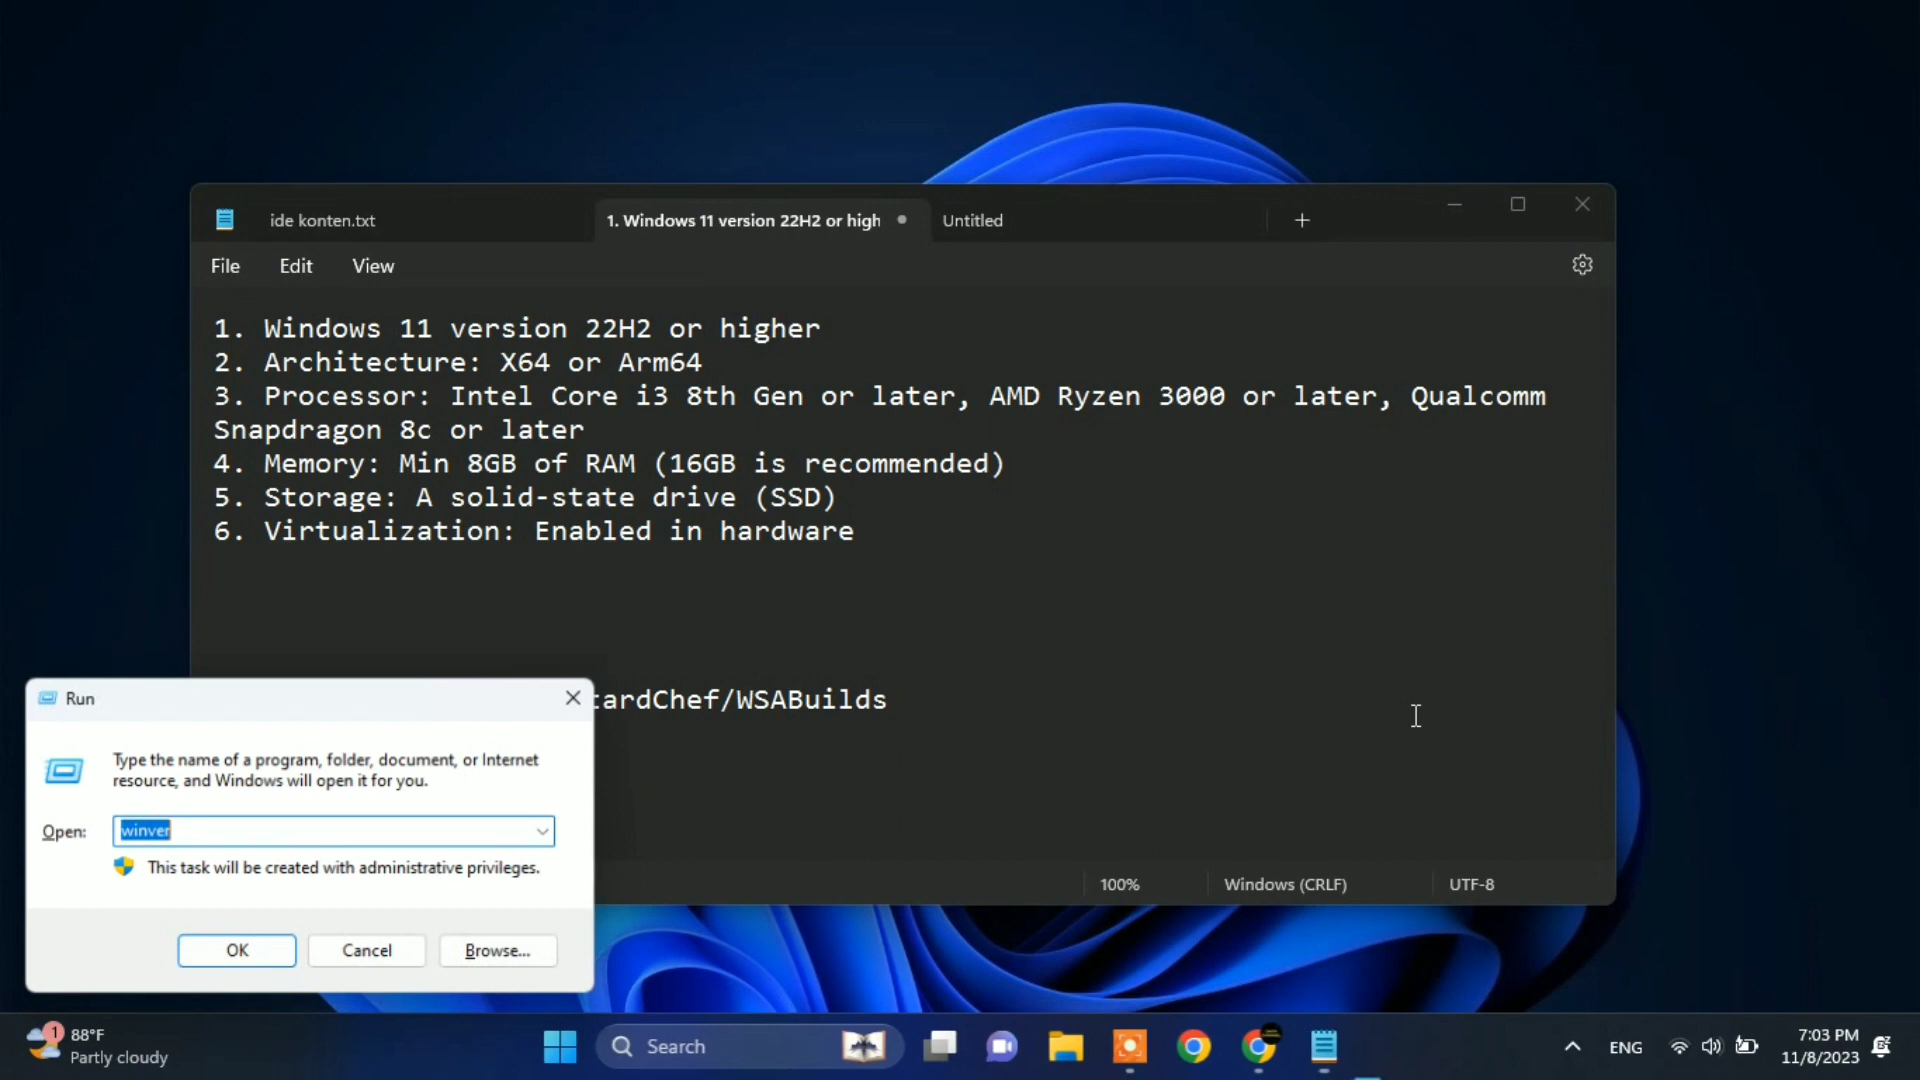 ide konten.txt
1. Windows 11 version 22H2 or high
Untitled
File Edit View
1. Windows 11 version 22H2 or higher
2. Architecture: X64 or Arm64
3. Processor: Intel Core i3 8th Gen or later, AMD Ryzen 3000 or later, Qualcomm
Snapdragon 8c or later
4. Memory: Min 8GB of RAM (16GB is recommended)
5. Storage: A solid-state drive (SSD)
6. Virtualization: Enabled in hardware
tardChef/WSABuilds
100% Windows (CRLF) UTF-8
Run
Type the name of a program, folder, document, or Internet
resource, and Windows will open it for you.
Open: winver
This task will be created with administrative privileges.
OK Cancel Browse...
1
88°F
Partly cloudy
Search
ENG
7:03 PM
11/8/2023